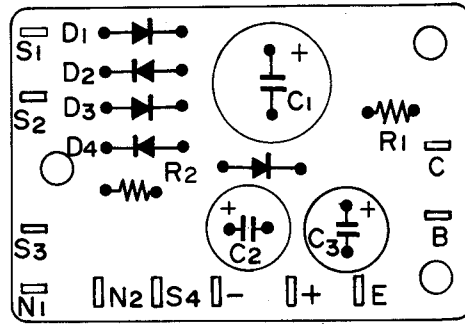 S1
D1
D2
D3
D4
S2
+
C1
R1
C
R2
+
C2
+
C3
B
S3
N1
N2
S4
-
+
E